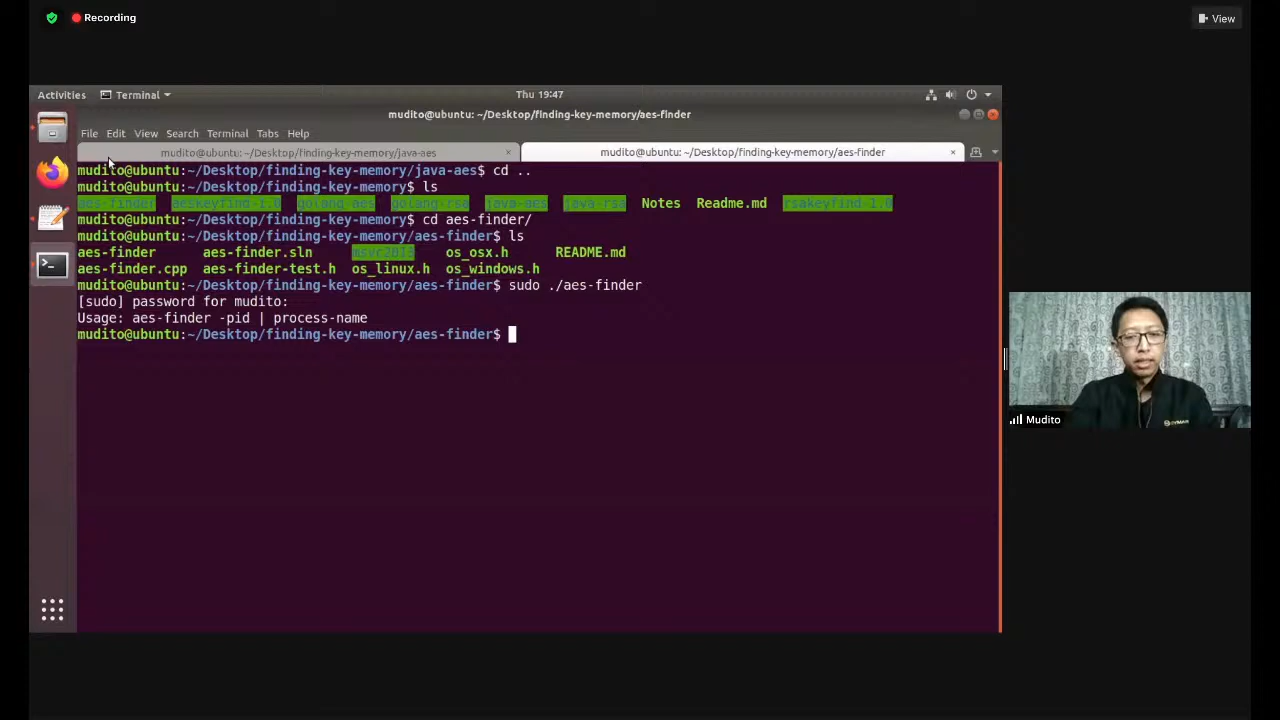 Recording
View
Activities Terminal Thu 19:47
mudito@ubuntu: ~/Desktop/finding-key-memory/aes-finder
File Edit View Search Terminal Tabs Help
mudito@ubuntu: ~/Desktop/finding-key-memory/java-aes × mudito@ubuntu: ~/Desktop/finding-key-memory/aes-finder ×
mudito@ubuntu:~/Desktop/finding-key-memory/java-aes$ cd ..
mudito@ubuntu:~/Desktop/finding-key-memory$ ls
aes-finder aeskeyfind-1.0 golang-aes golang-rsa java-aes java-rsa Notes Readme.md rsakeyfind-1.0
mudito@ubuntu:~/Desktop/finding-key-memory$ cd aes-finder/
mudito@ubuntu:~/Desktop/finding-key-memory/aes-finder$ ls
aes-finder aes-finder.sln msvc2013 os_osx.h README.md
aes-finder.cpp aes-finder-test.h os_linux.h os_windows.h
mudito@ubuntu:~/Desktop/finding-key-memory/aes-finder$ sudo ./aes-finder
[sudo] password for mudito:
Usage: aes-finder -pid | process-name
mudito@ubuntu:~/Desktop/finding-key-memory/aes-finder$
Mudito